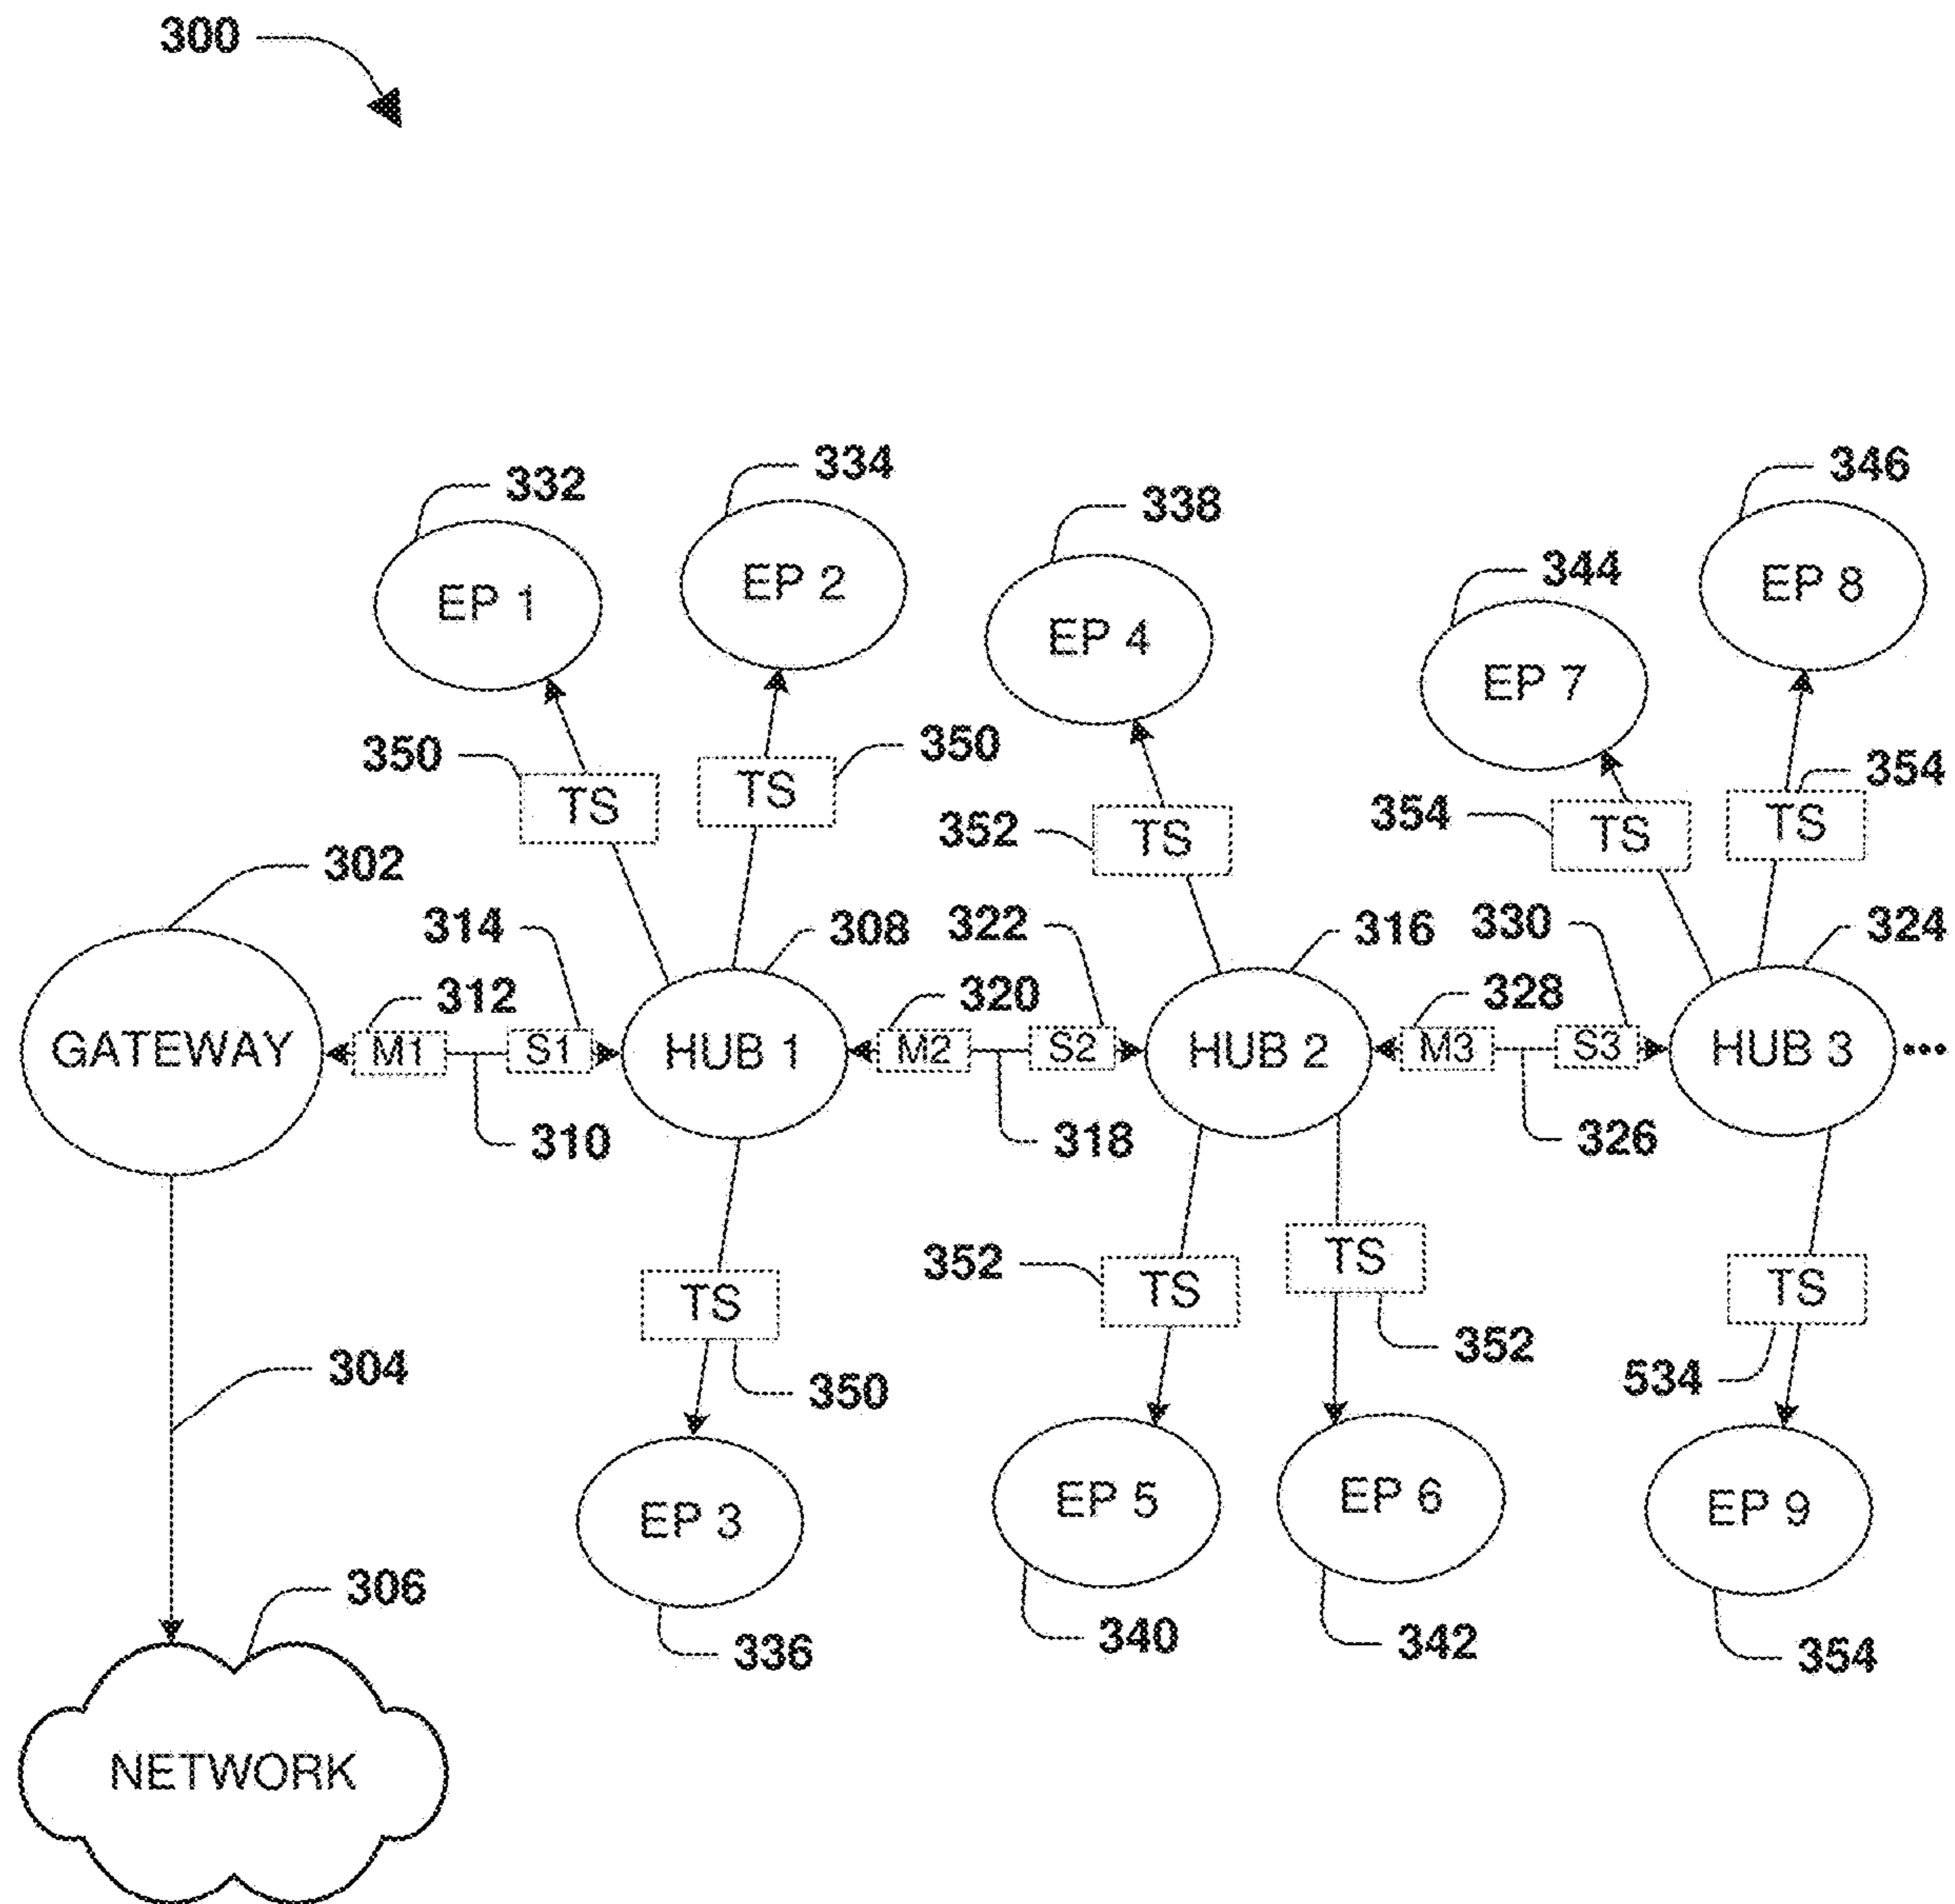 300
332
334
338
346
344
EP 1
EP 2
EP 4
EP 7
EP 8
350
TS
TS
350
352
TS
354
TS
TS
354
302
314
308
322
316
330
324
312
320
328
GATEWAY
M1
S1
HUB 1
M2
S2
HUB 2
M3
S3
HUB 3
...
310
318
326
352
TS
TS
TS
TS
350
352
534
304
EP 3
EP 5
EP 6
EP 9
306
336
340
342
354
NETWORK